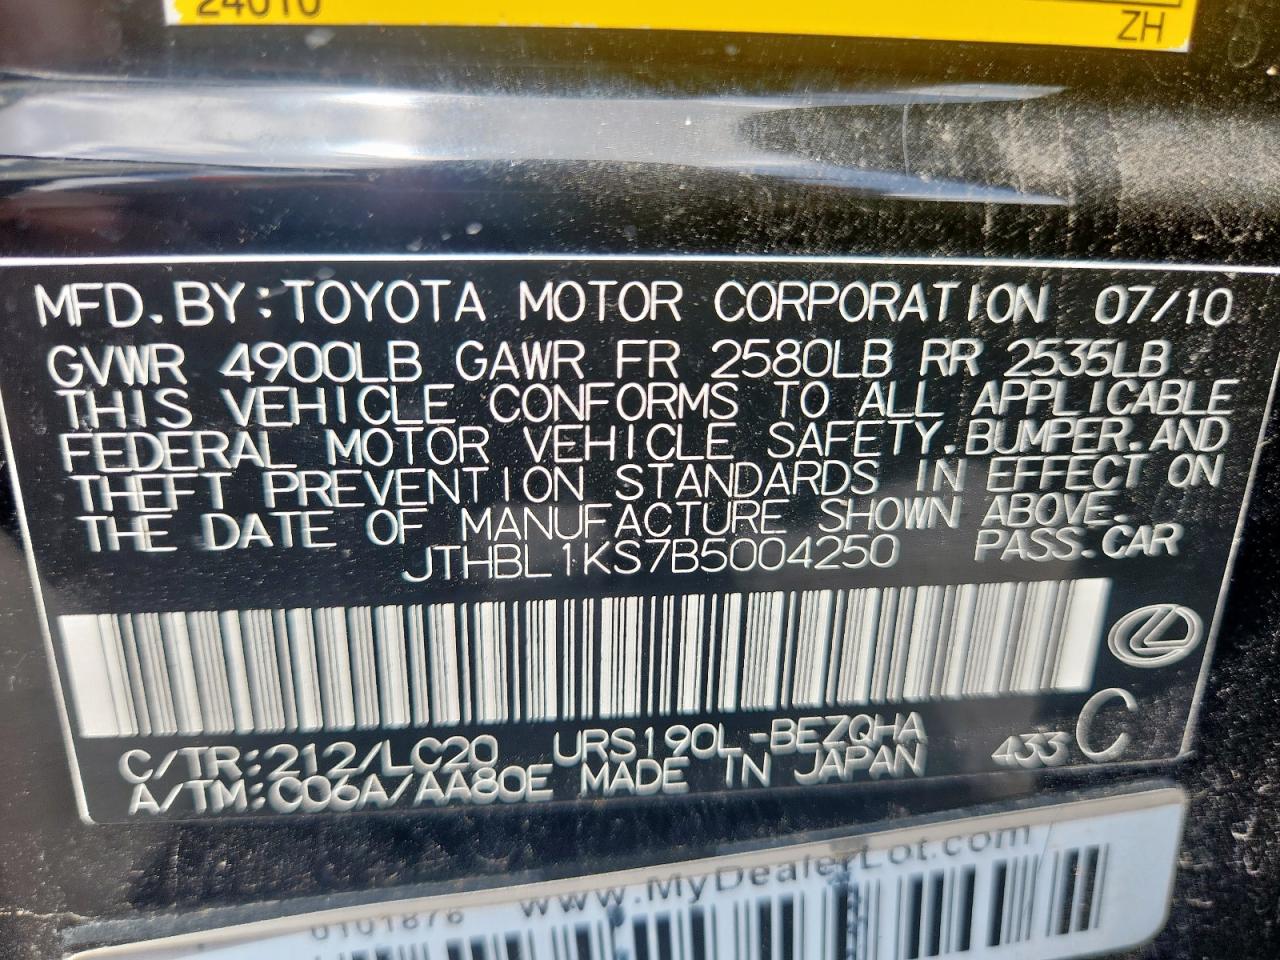 24010
ZH
MFD. BY: TOYOTA MOTOR CORPORATION 07/10
GVWR 4900LB GAWR FR 2580LB RR 2535LB
THIS VEHICLE CONFORMS TO ALL APPLICABLE
FEDERAL MOTOR VEHICLE SAFETY, BUMPER, AND
THEFT PREVENTION STANDARDS IN EFFECT ON
THE DATE OF MANUFACTURE SHOWN ABOVE.
JTHBL1KS7B5004250 PASS. CAR
C/TR:212/LC20 URS190L-BEZQHA 433 C
A/TM:C06A/AA80E MADE IN JAPAN
0101876 www.MyDealerLot.com